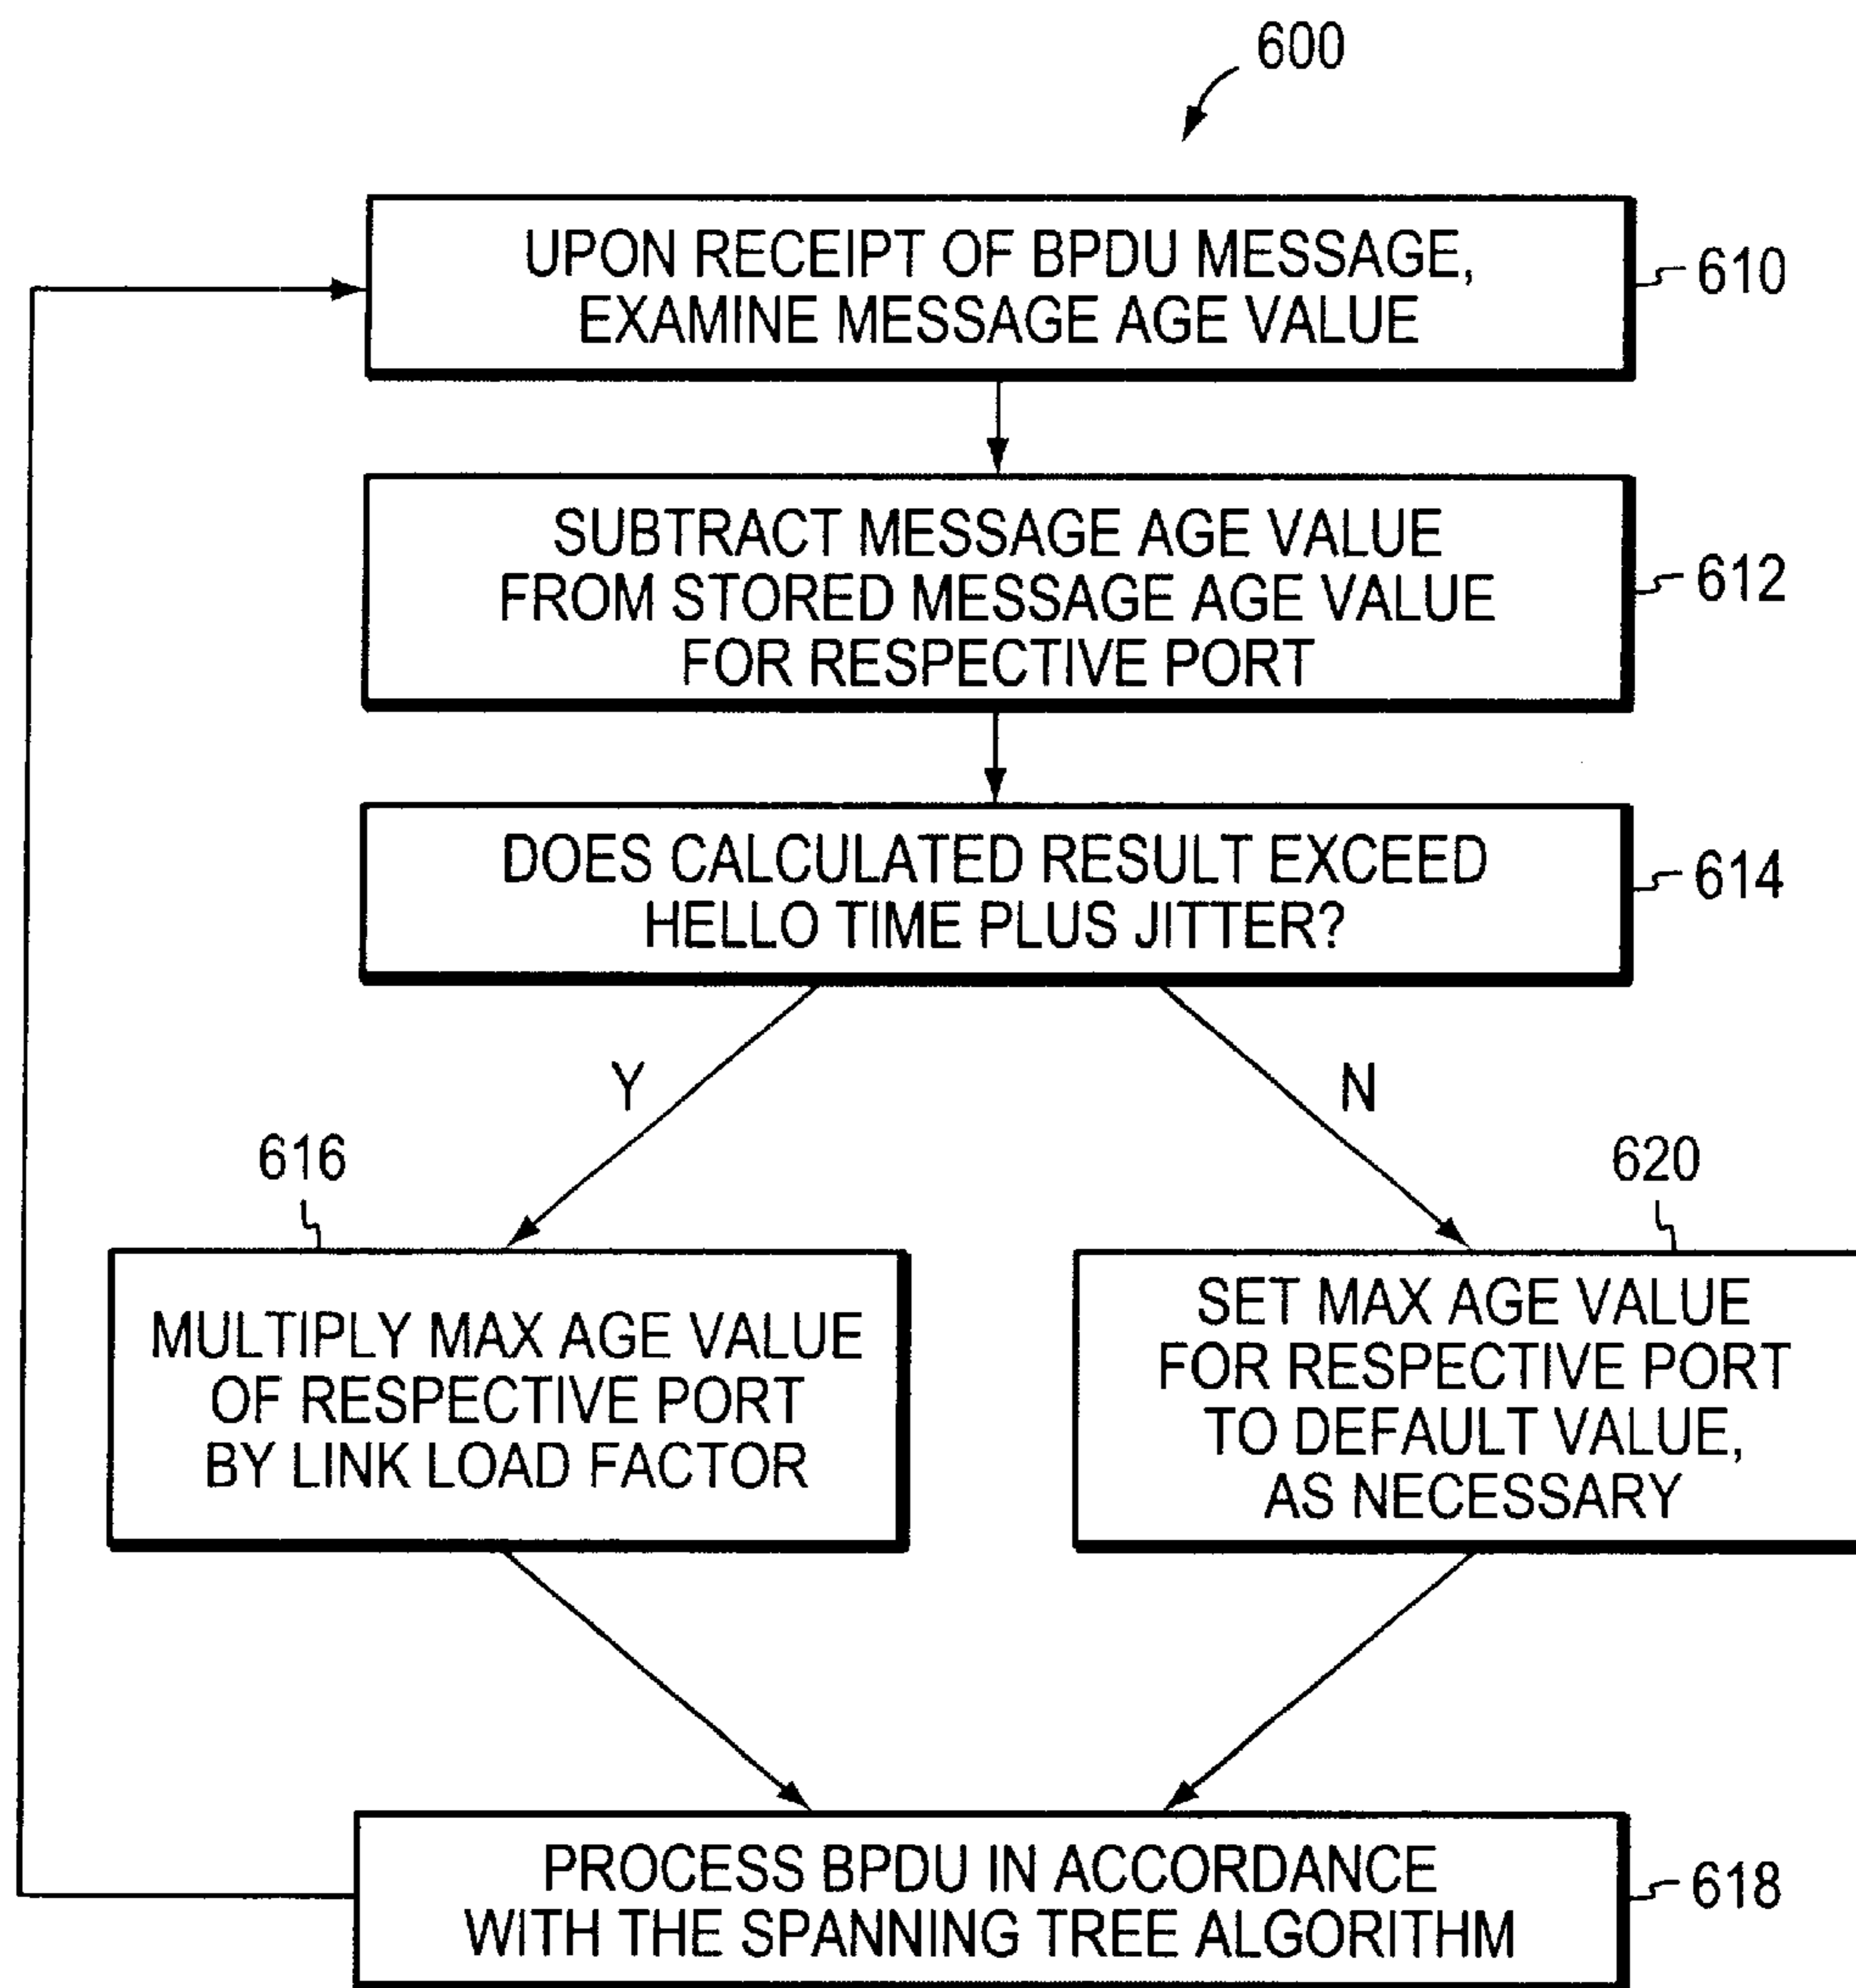 600
UPON RECEIPT OF BPDU MESSAGE,
EXAMINE MESSAGE AGE VALUE
610
SUBTRACT MESSAGE AGE VALUE
FROM STORED MESSAGE AGE VALUE
FOR RESPECTIVE PORT
612
DOES CALCULATED RESULT EXCEED
HELLO TIME PLUS JITTER?
614
Y
N
616
620
MULTIPLY MAX AGE VALUE
OF RESPECTIVE PORT
BY LINK LOAD FACTOR
SET MAX AGE VALUE
FOR RESPECTIVE PORT
TO DEFAULT VALUE,
AS NECESSARY
PROCESS BPDU IN ACCORDANCE
WITH THE SPANNING TREE ALGORITHM
618